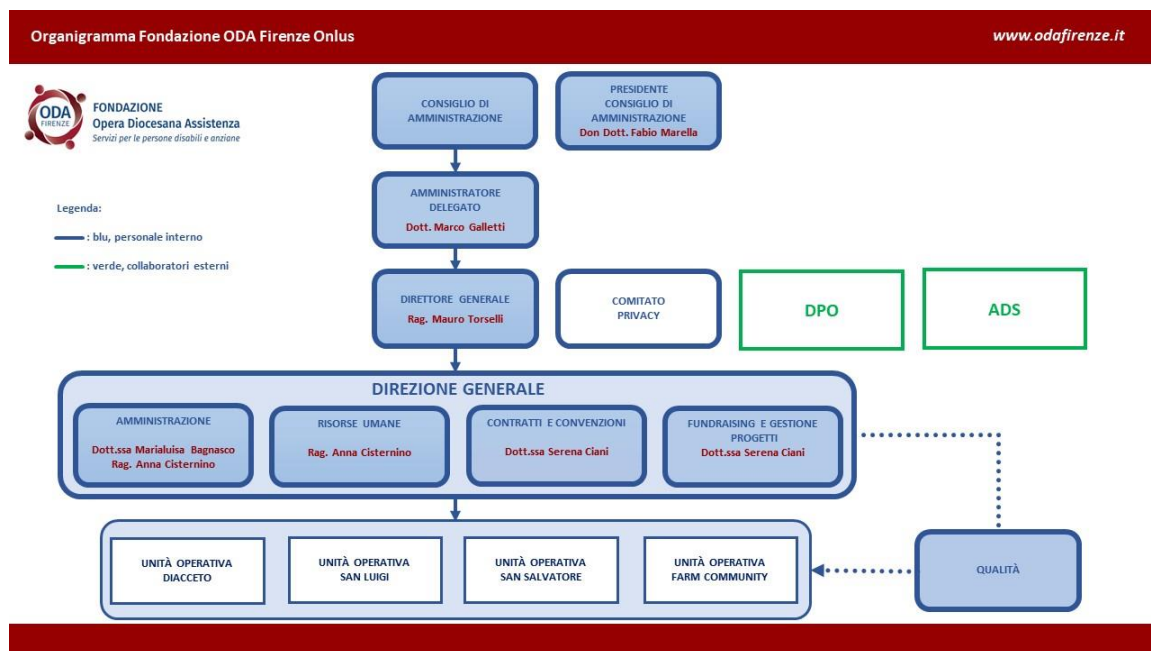 Organigramma Fondazione ODA Firenze Onlus
www.odafirenze.it
ODA
FIRENZE
FONDAZIONE
Opera Diocesana Assistenza
Servizi per le persone disabili e anziane
CONSIGLIO DI
AMMINISTRAZIONE
PRESIDENTE
CONSIGLIO DI
AMMINISTRAZIONE
Don Dott. Fabio Marella
AMMINISTRATORE
DELEGATO
Dott. Marco Galletti
Legenda:
: blu, personale interno
: verde, collaboratori esterni
DIRETTORE GENERALE
Rag. Mauro Torselli
COMITATO
PRIVACY
DPO
ADS
DIREZIONE GENERALE
AMMINISTRAZIONE
Dott.ssa Marialuisa Bagnasco
Rag. Anna Cisternino
RISORSE UMANE
Rag. Anna Cisternino
CONTRATTI E CONVENZIONI
Dott.ssa Serena Ciani
FUNDRAISING E GESTIONE
PROGETTI
Dott.ssa Serena Ciani
UNITÀ OPERATIVA
DIACCETO
UNITÀ OPERATIVA
SAN LUIGI
UNITÀ OPERATIVA
SAN SALVATORE
UNITÀ OPERATIVA
FARM COMMUNITY
QUALITÀ